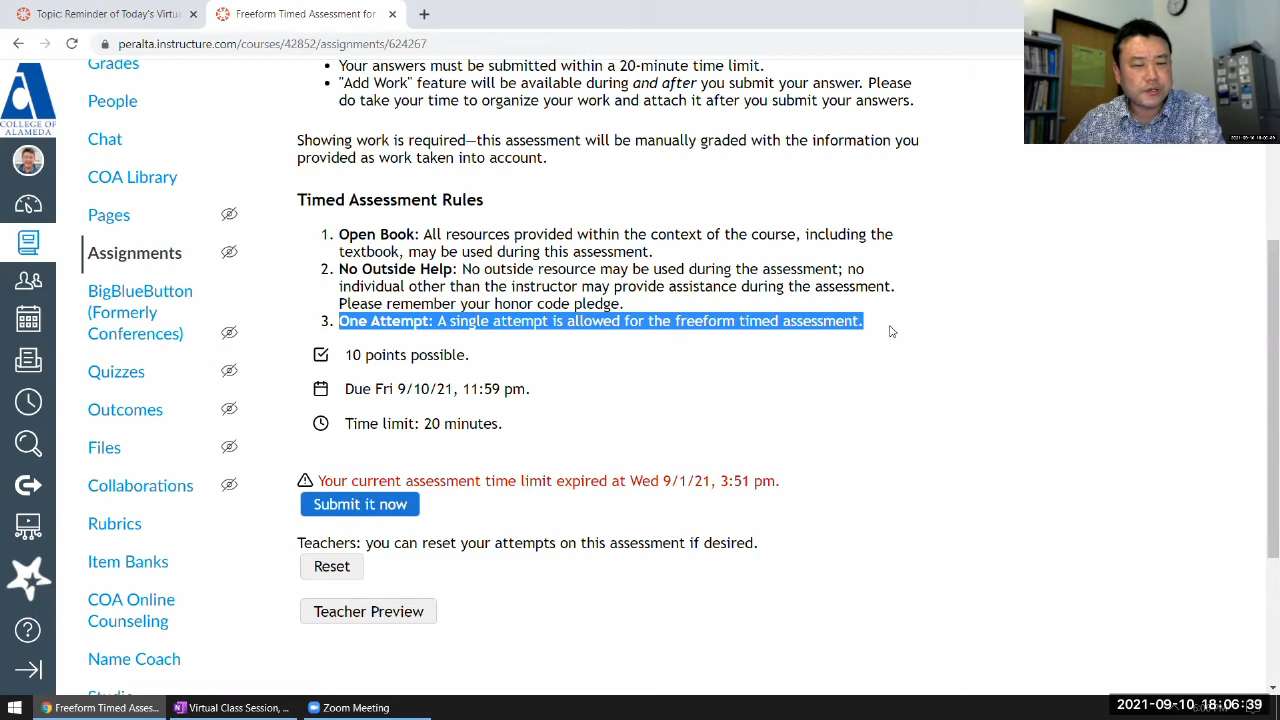 Topic: Reminder of Today's Virtu
Freeform Timed Assessment for
peralta.instructure.com/courses/42852/assignments/624267
COLLEGE OF
ALAMEDA
Grades
People
Chat
COA Library
Pages
Assignments
BigBlueButton
(Formerly
Conferences)
Quizzes
Outcomes
Files
Collaborations
Rubrics
Item Banks
COA Online
Counseling
Name Coach
Studio
• Your answers must be submitted within a 20-minute time limit.
• "Add Work" feature will be available during and after you submit your answer. Please
do take your time to organize your work and attach it after you submit your answers.
Showing work is required—this assessment will be manually graded with the information you
provided as work taken into account.
Timed Assessment Rules
1. Open Book: All resources provided within the context of the course, including the
textbook, may be used during this assessment.
2. No Outside Help: No outside resource may be used during the assessment; no
individual other than the instructor may provide assistance during the assessment.
Please remember your honor code pledge.
3. One Attempt: A single attempt is allowed for the freeform timed assessment.
10 points possible.
Due Fri 9/10/21, 11:59 pm.
Time limit: 20 minutes.
Your current assessment time limit expired at Wed 9/1/21, 3:51 pm.
Submit it now
Teachers: you can reset your attempts on this assessment if desired.
Reset
Teacher Preview
2021-09-10 18:06:39
Freeform Timed Asses...
Virtual Class Session, ...
Zoom Meeting
2021-09-10 18:06:39